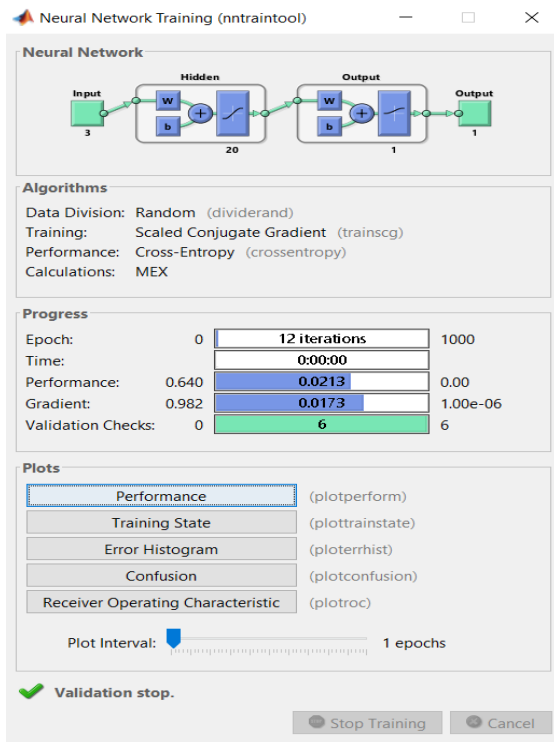 Neural Network Training (nntraintool)
Neural Network
Hidden Output
Input Output
W W
b b
3 20 1 1
Algorithms
Data Division: Random (dividerand)
Training: Scaled Conjugate Gradient (trainscg)
Performance: Cross-Entropy (crossentropy)
Calculations: MEX
Progress
Epoch: 0 12 iterations 1000
Time: 0:00:00
Performance: 0.640 0.0213 0.00
Gradient: 0.982 0.0173 1.00e-06
Validation Checks: 0 6 6
Plots
Performance (plotperform)
Training State (plottrainstate)
Error Histogram (ploterrhist)
Confusion (plotconfusion)
Receiver Operating Characteristic (plotroc)
Plot Interval: 1 epochs
Validation stop.
Stop Training Cancel